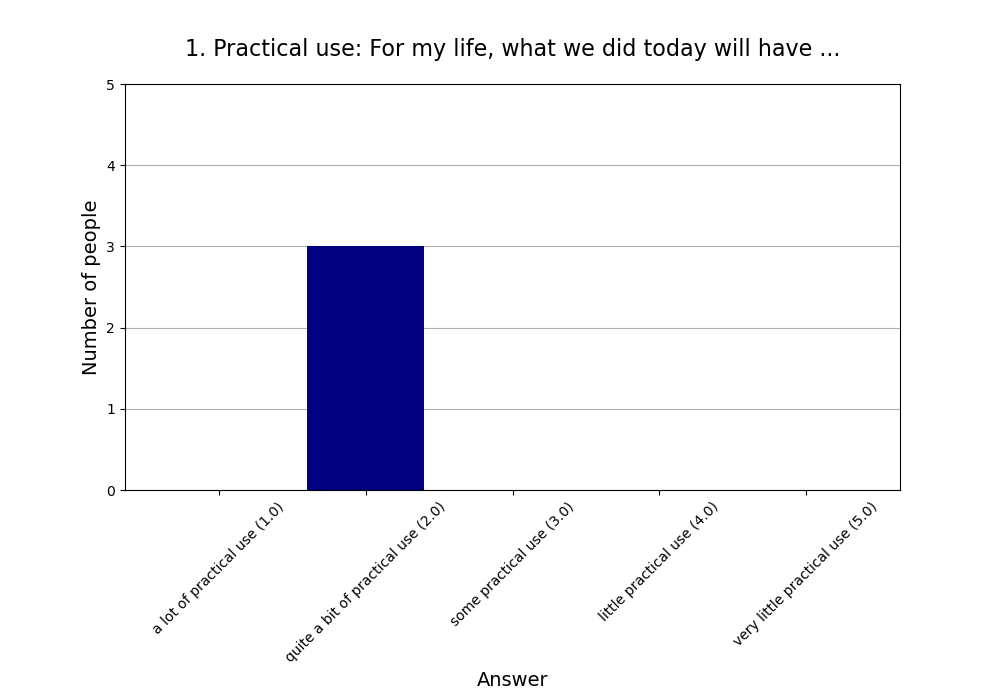 1. Practical use: For my life, what we did today will have ...
5
4
3
2
1
0
Number of people
a lot of practical use (1.0)
quite a bit of practical use (2.0)
some practical use (3.0)
little practical use (4.0)
very little practical use (5.0)
Answer